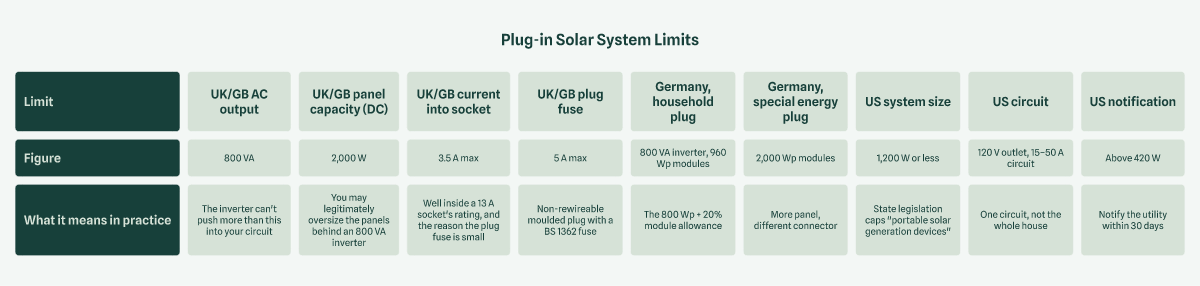 Plug-in Solar System Limits
Limit
UK/GB AC
output
UK/GB panel
capacity (DC)
UK/GB current
into socket
UK/GB plug
fuse
Germany,
household
plug
Germany,
special energy
plug
US system size
US circuit
US notification
Figure
800 VA
2,000 W
3.5 A max
5 A max
800 VA inverter, 960
Wp modules
2,000 Wp modules
1,200 W or less
120 V outlet, 15–50 A
circuit
Above 420 W
What it means in practice
The inverter can't
push more than this
into your circuit
You may
legitimately
oversize the panels
behind an 800 VA
inverter
Well inside a 13 A
socket's rating, and
the reason the plug
fuse is small
Non-rewireable
moulded plug with a
BS 1362 fuse
The 800 Wp + 20%
module allowance
More panel,
different connector
State legislation
caps "portable solar
generation devices"
One circuit, not the
whole house
Notify the utility
within 30 days